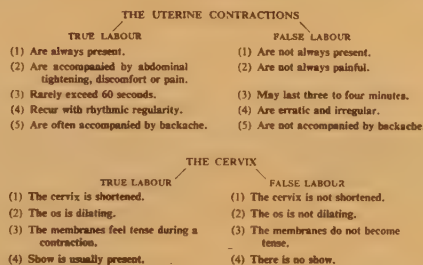 THE UTERINE CONTRACTIONS
TRUE LABOUR
(1) Are always present.
(2) Are accompanied by abdominal
tightening, discomfort or pain.
(3) Rarely exceed 60 seconds.
(4) Recur with rhythmic regularity.
(5) Are often accompanied by backache.
FALSE LABOUR
(1) Are not always present.
(2) Are not always painful.
(3) May last three to four minutes.
(4) Are erratic and irregular.
(5) Are not accompanied by backache
THE CERVIX
TRUE LABOUR
(1) The cervix is shortened.
(2) The os is dilating.
(3) The membranes feel tense during a
contraction.
(4) Show is usually present.
FALSE LABOUR
(1) The cervix is not shortened.
(2) The os is not dilating.
(3) The membranes do not become
tense.
(4) There is no show.